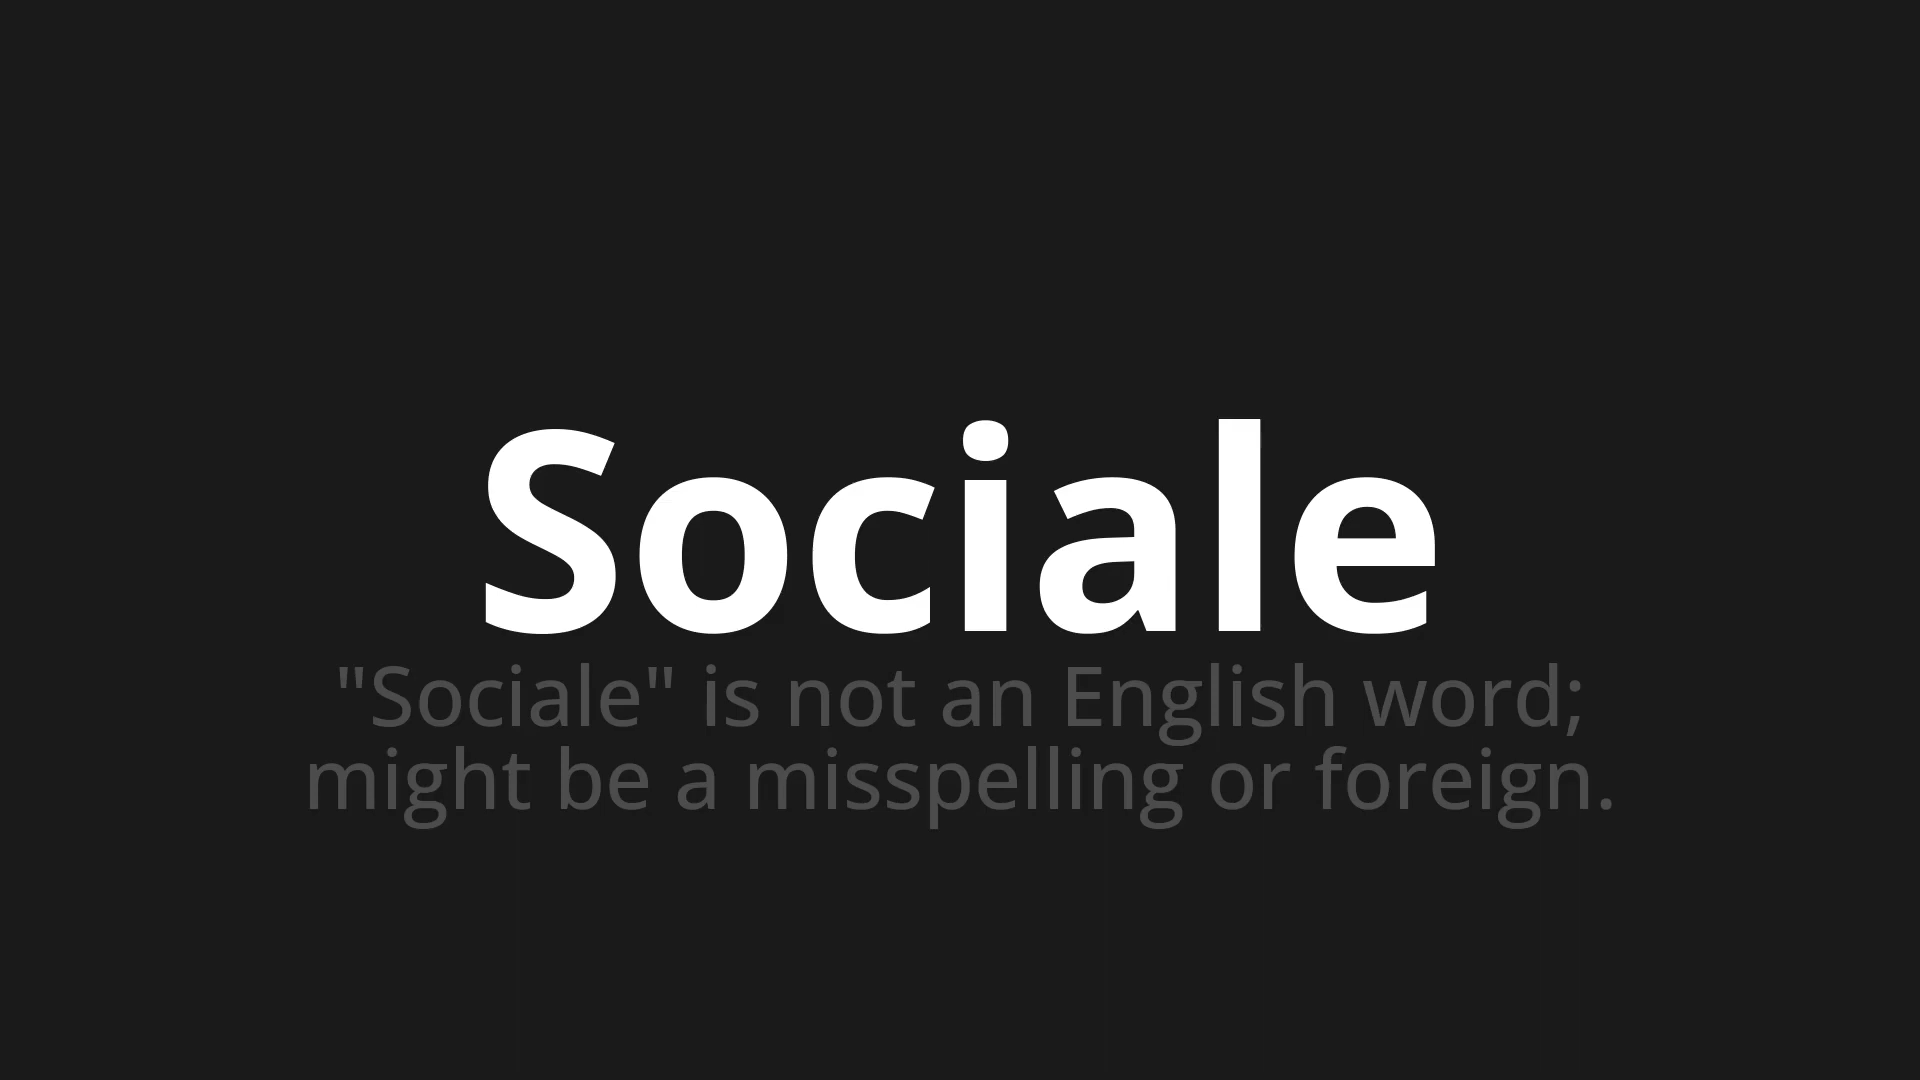 Sociale
"Sociale" is not an English word;
might be a misspelling or foreign.